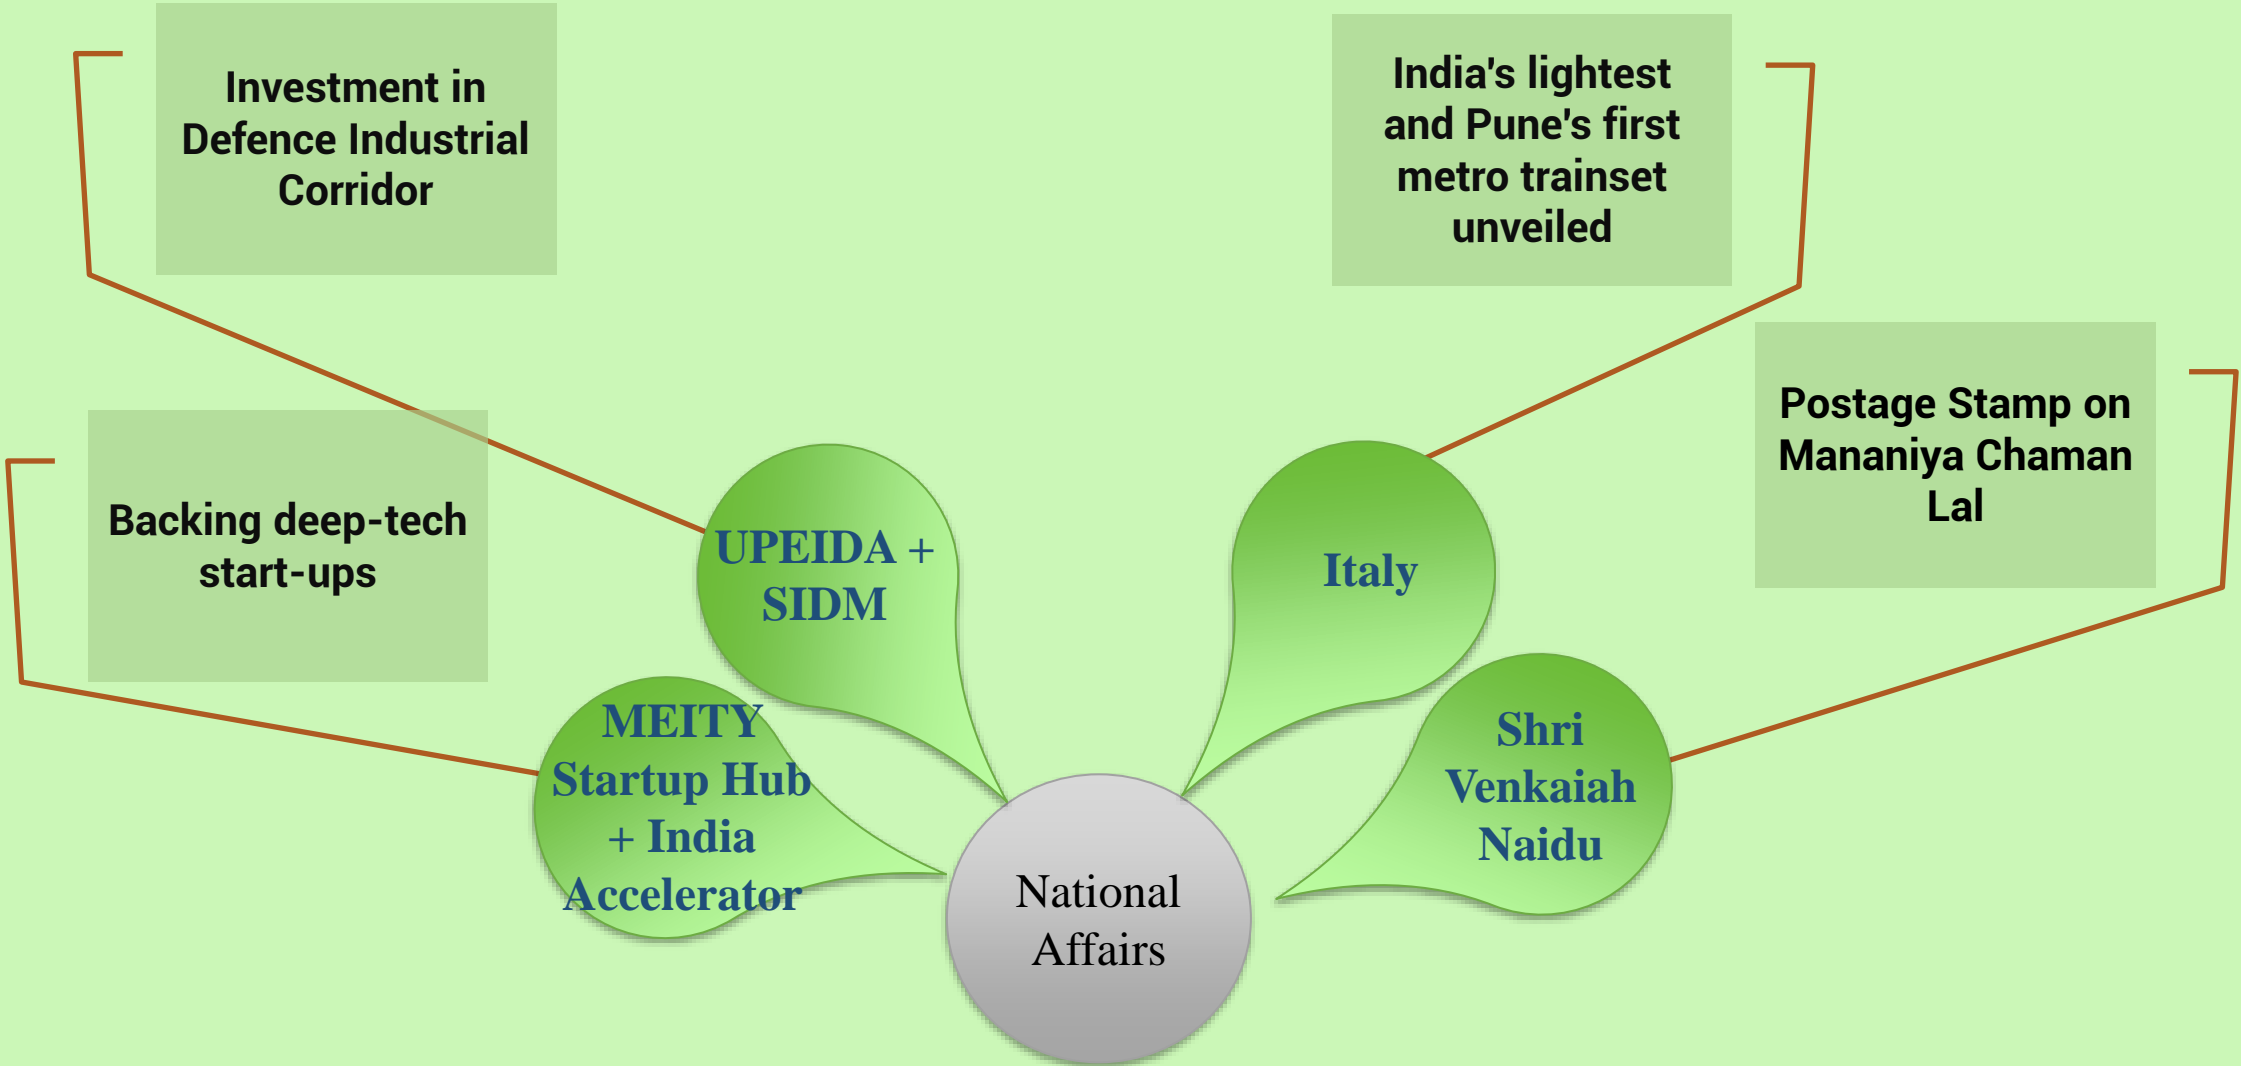 Investment in
Defence Industrial
Corridor
India's lightest
and Pune's first
metro trainset
unveiled
Backing deep-tech
start-ups
Postage Stamp on
Mananiya Chaman
Lal
UPEIDA +
SIDM
Italy
MEITY
Startup Hub
+ India
Accelerator
Shri
Venkaiah
Naidu
National
Affairs